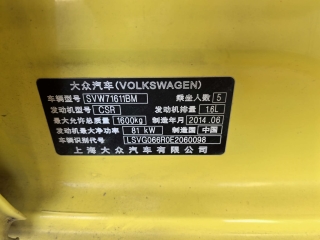 大众汽车(VOLKSWAGEN)
车辆型号 SVW71611BM 乘坐人数 5
发动机型号 CSR 发动机排量 1.6L
最大允许总质量 1600kg 制造年月 2014.06
发动机最大净功率 81 kW 制造国 中国
车辆识别代号 LSVG066R0E2060098
上海大众汽车有限公司